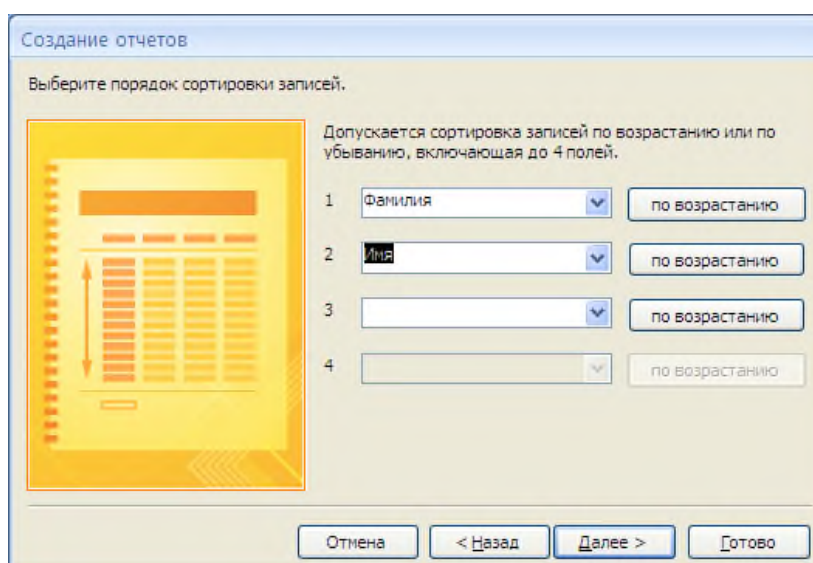 Создание отчетов
Выберите порядок сортировки записей.
Допускается сортировка записей по возрастанию или по
убыванию, включающая до 4 полей.
1 Фамилия по возрастанию
2 Имя по возрастанию
3 по возрастанию
4 по возрастанию
Отмена < Назад Далее > Готово